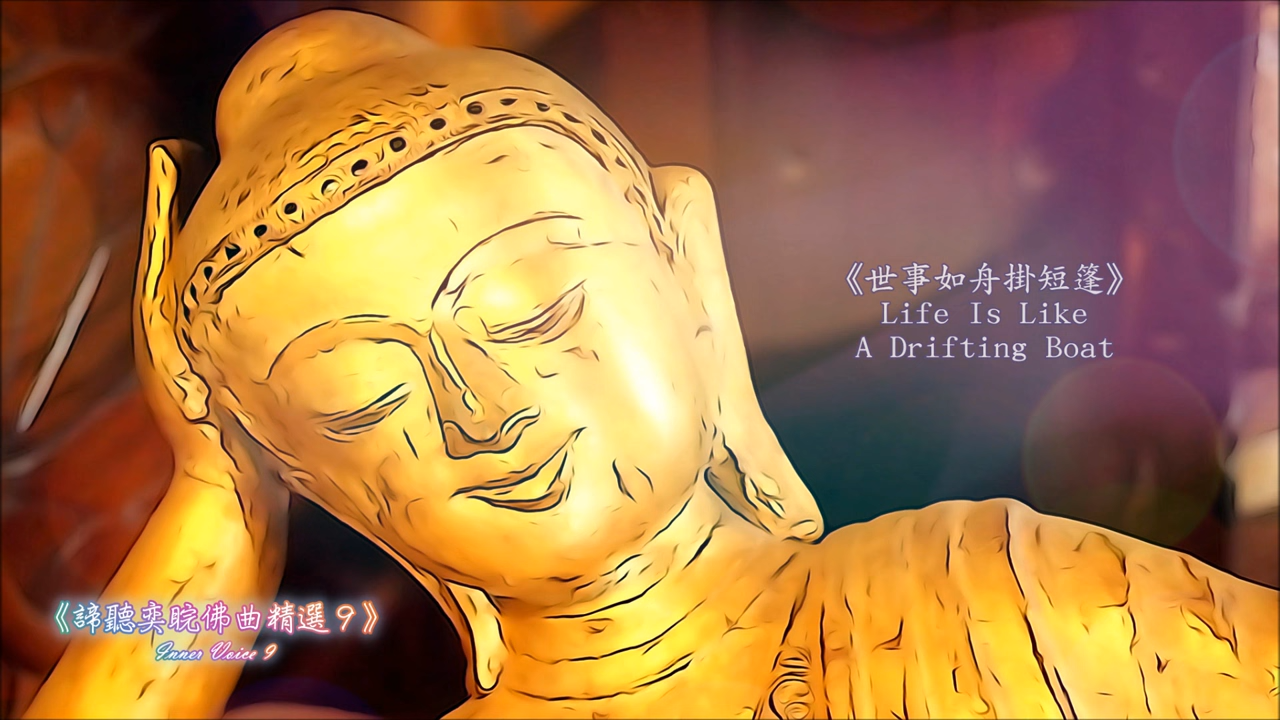 《世事如舟掛短篷》
Life Is Like
A Drifting Boat
《諦聽奕睆佛曲精選9》
Inner Voice 9